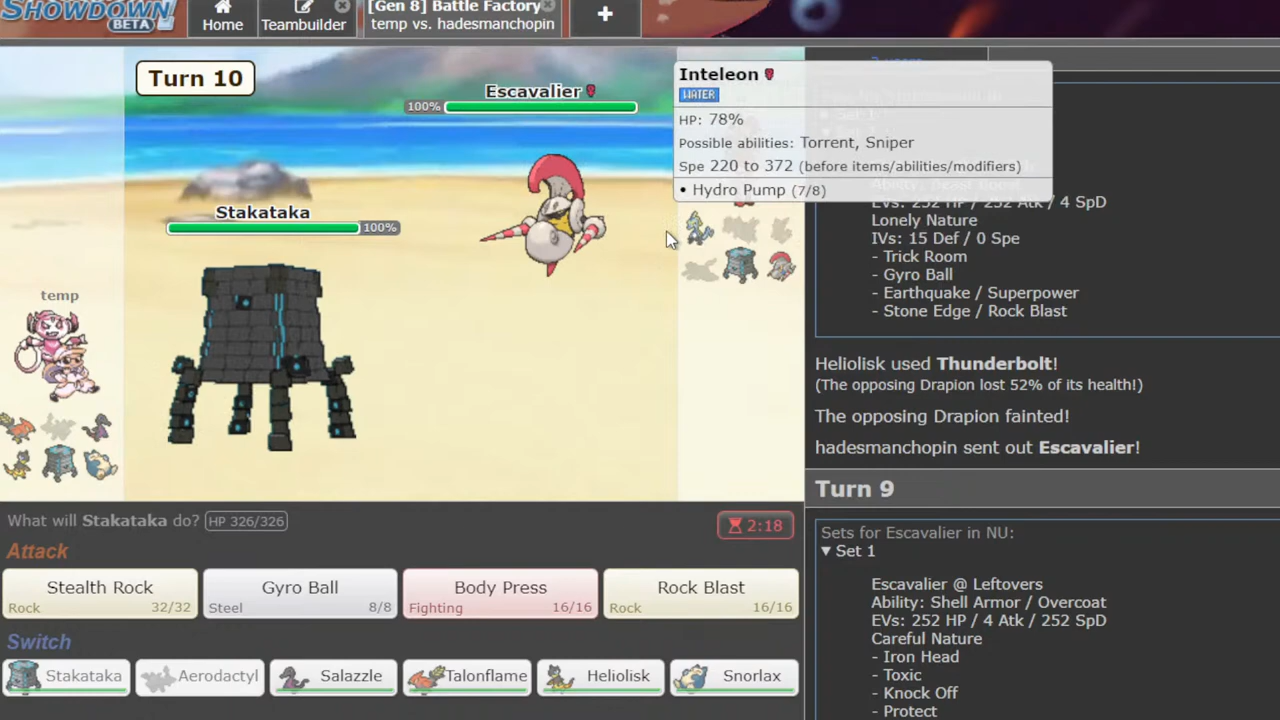 SHOWDOWN
BETA
Home
Teambuilder
[Gen 8] Battle Factory
temp vs. hadesmanchopin
Turn 10
Escavalier
100%
Inteleon
WATER
HP: 78%
Possible abilities: Torrent, Sniper
Spe 220 to 372 (before items/abilities/modifiers)
• Hydro Pump (7/8)
Stakataka
100%
temp
EVs: 252 HP / 252 Atk / 4 SpD
Lonely Nature
IVs: 15 Def / 0 Spe
- Trick Room
- Gyro Ball
- Earthquake / Superpower
- Stone Edge / Rock Blast
Heliolisk used Thunderbolt!
(The opposing Drapion lost 52% of its health!)
The opposing Drapion fainted!
hadesmanchopin sent out Escavalier!
Turn 9
Sets for Escavalier in NU:
▼ Set 1
Escavalier @ Leftovers
Ability: Shell Armor / Overcoat
EVs: 252 HP / 4 Atk / 252 SpD
Careful Nature
- Iron Head
- Toxic
- Knock Off
- Protect
What will Stakataka do? HP 326/326
2:18
Attack
Stealth Rock
Rock 32/32
Gyro Ball
Steel 8/8
Body Press
Fighting 16/16
Rock Blast
Rock 16/16
Switch
Stakataka
Aerodactyl
Salazzle
Talonflame
Heliolisk
Snorlax